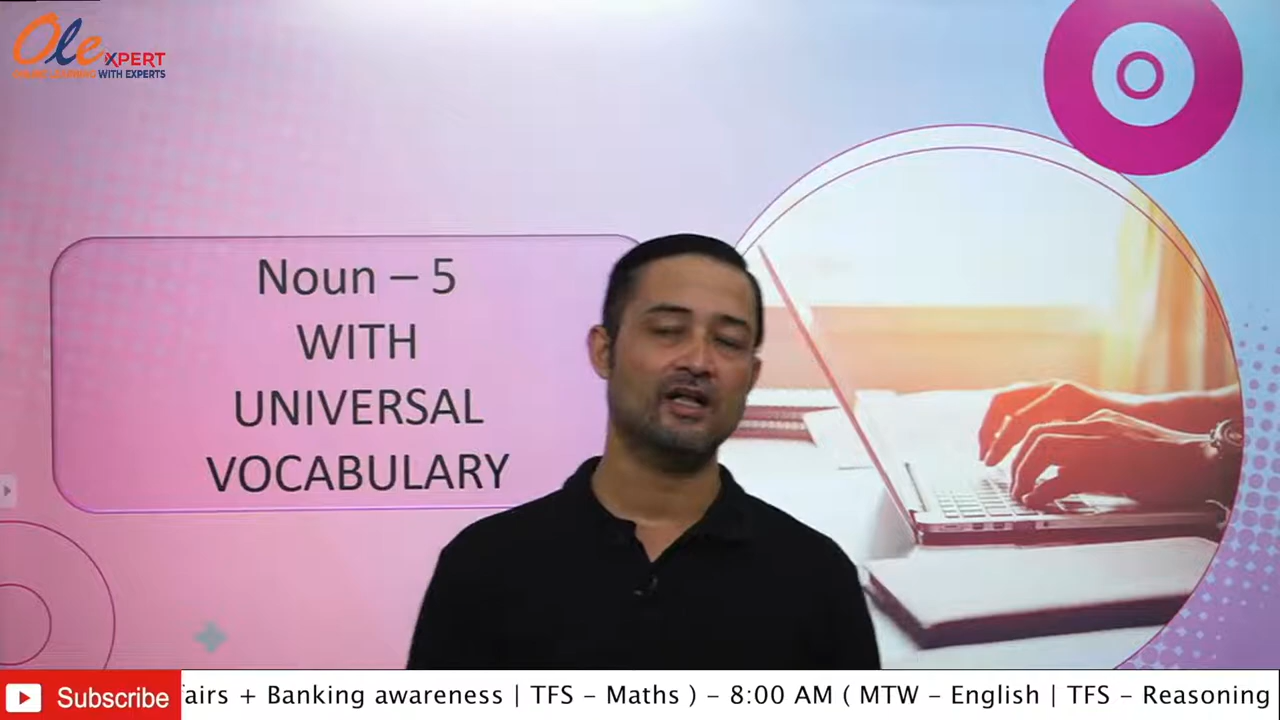 Ole XPERT
WITH EXPERTS
Noun – 5
WITH
UNIVERSAL
VOCABULARY
Subscribe
airs + Banking awareness | TFS – Maths ) – 8:00 AM ( MTW – English | TFS – Reasoning